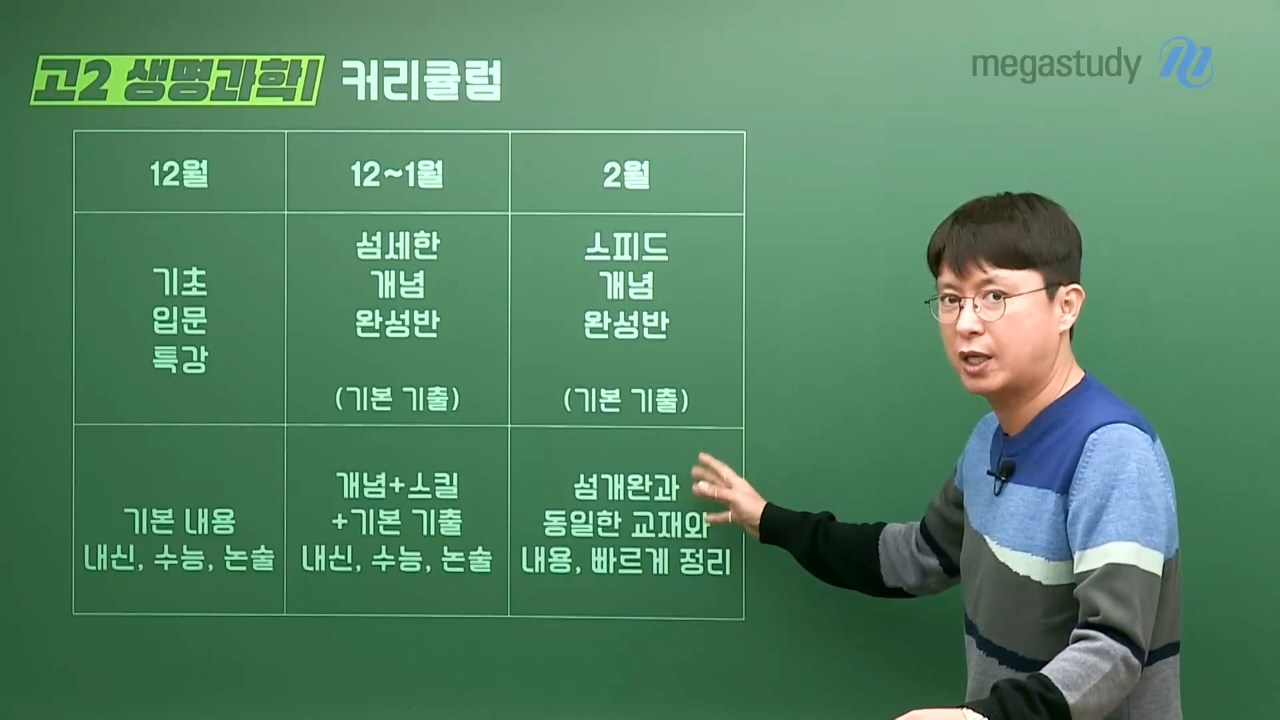 고2 생명과학Ⅰ 커리큘럼
megastudy
12월
12~1월
2월
기초
입문
특강
섬세한
개념
완성반
(기본 기출)
스피드
개념
완성반
(기본 기출)
기본 내용
내신, 수능, 논술
개념+스킬
+기본 기출
내신, 수능, 논술
섬개완과
동일한 교재와
내용, 빠르게 정리